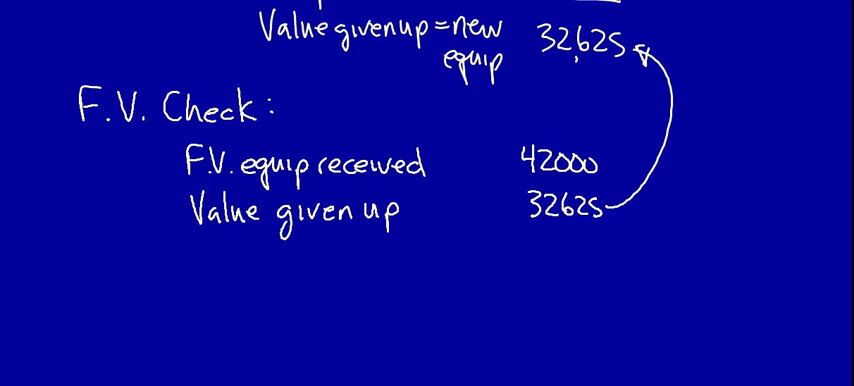 Value given up = new 32,625
equip
F.V. Check:
F.V. equip received 42000
Value given up 32625